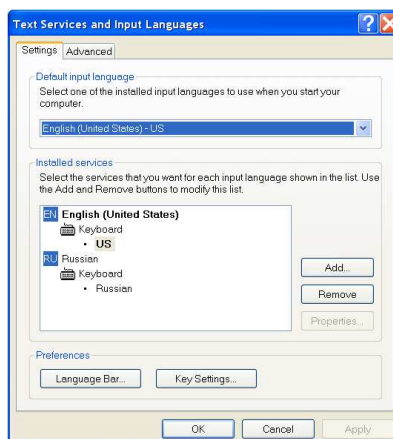 Text Services and Input Languages
Settings Advanced
Default input language
Select one of the installed input languages to use when you start your
computer.
English (United States) - US
Installed services
Select the services that you want for each input language shown in the list. Use
the Add and Remove buttons to modify this list.
EN English (United States)
Keyboard
• US
RU Russian
Keyboard
• Russian
Add...
Remove
Properties...
Preferences
Language Bar... Key Settings...
OK Cancel Apply